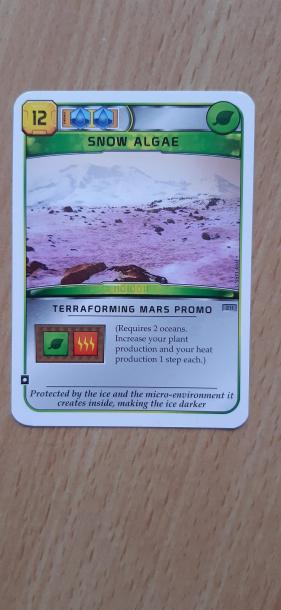 12
SNOW ALGAE
TERRAFORMING MARS PROMO
(Requires 2 oceans.
Increase your plant
production and your heat
production 1 step each.)
Protected by the ice and the micro-environment it
creates inside, making the ice darker